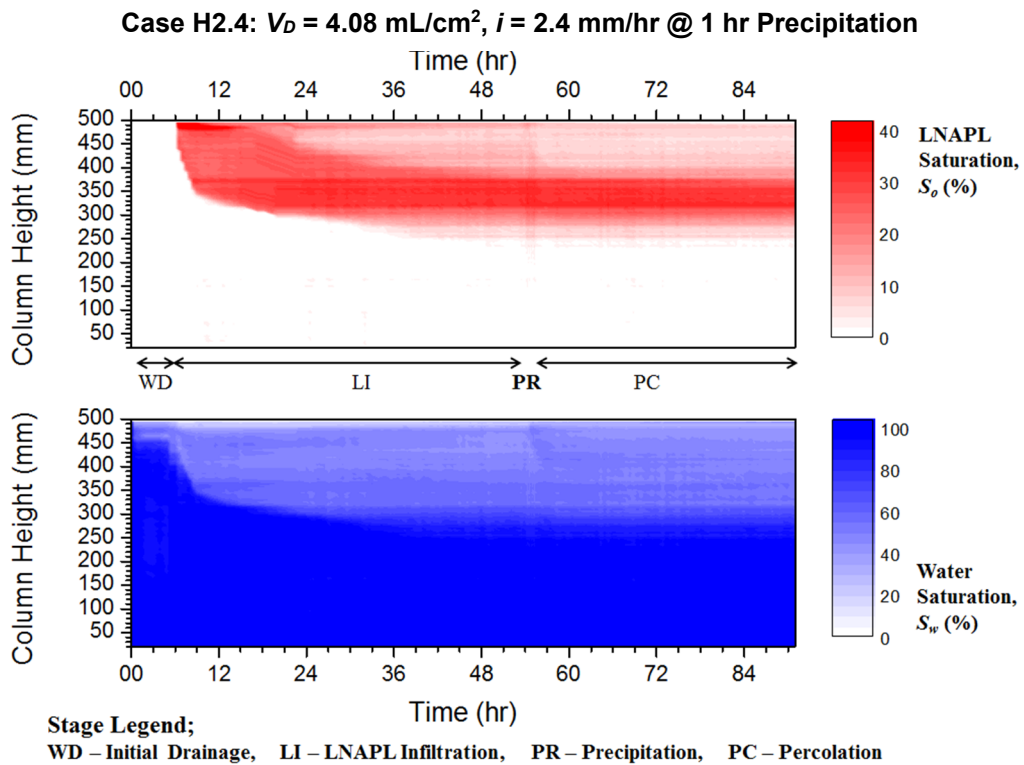 Case H2.4: VD = 4.08 mL/cm², i = 2.4 mm/hr @ 1 hr Precipitation
Time (hr)
00 12 24 36 48 60 72 84
Column Height (mm)
500
450
400
350
300
250
200
150
100
50
40
30
20
10
0
LNAPL
Saturation,
So (%)
WD LI PR PC
Column Height (mm)
500
450
400
350
300
250
200
150
100
50
100
80
60
40
20
0
Water
Saturation,
Sw (%)
00 12 24 36 48 60 72 84
Time (hr)
Stage Legend;
WD – Initial Drainage, LI – LNAPL Infiltration, PR – Precipitation, PC – Percolation